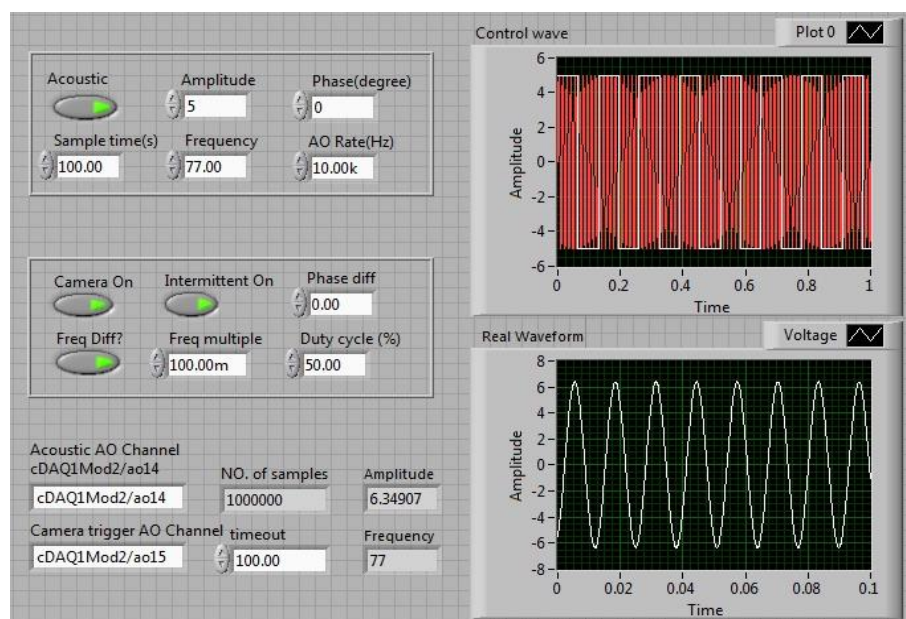 Acoustic
Amplitude
Phase(degree)
5
0
Sample time(s)
Frequency
AO Rate(Hz)
100.00
77.00
10.00k
Camera On
Intermittent On
Phase diff
0.00
Freq Diff?
Freq multiple
Duty cycle (%)
100.00m
50.00
Acoustic AO Channel
cDAQ1Mod2/ao14
NO. of samples
Amplitude
cDAQ1Mod2/ao14
1000000
6.34907
Camera trigger AO Channel
timeout
Frequency
cDAQ1Mod2/ao15
100.00
77
Control wave
Plot 0
6
4
2
0
-2
-4
-6
Amplitude
0 0.2 0.4 0.6 0.8 1
Time
Real Waveform
Voltage
8
6
4
2
0
-2
-4
-6
-8
Amplitude
0 0.02 0.04 0.06 0.08 0.1
Time